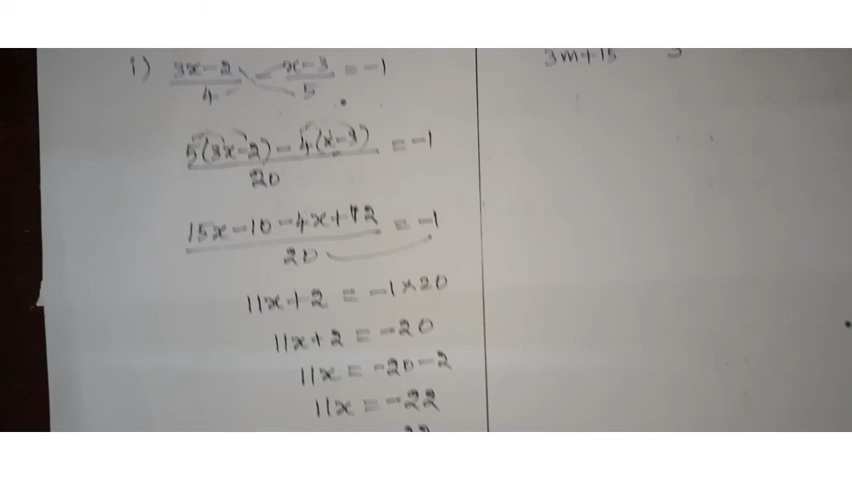 i) (3x-2)/4 - (x-3)/5 = -1
(5(3x-2) - 4(x-3))/20 = -1
(15x-10-4x+12)/20 = -1
11x+2 = -1×20
11x+2 = -20
11x = -20-2
11x = -22
3m+15